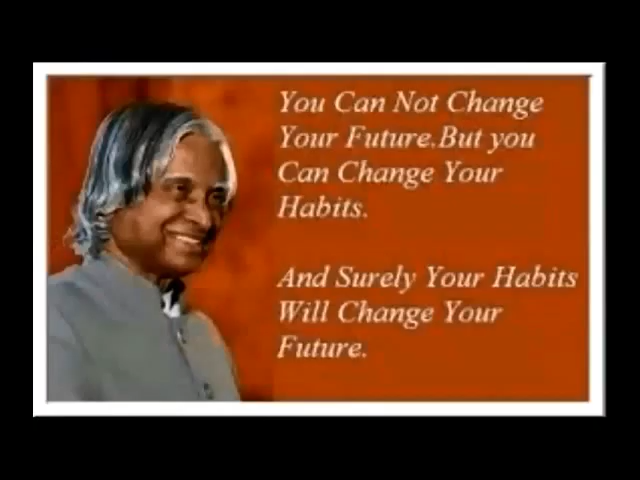 You Can Not Change
Your Future.But you
Can Change Your
Habits.
And Surely Your Habits
Will Change Your
Future.